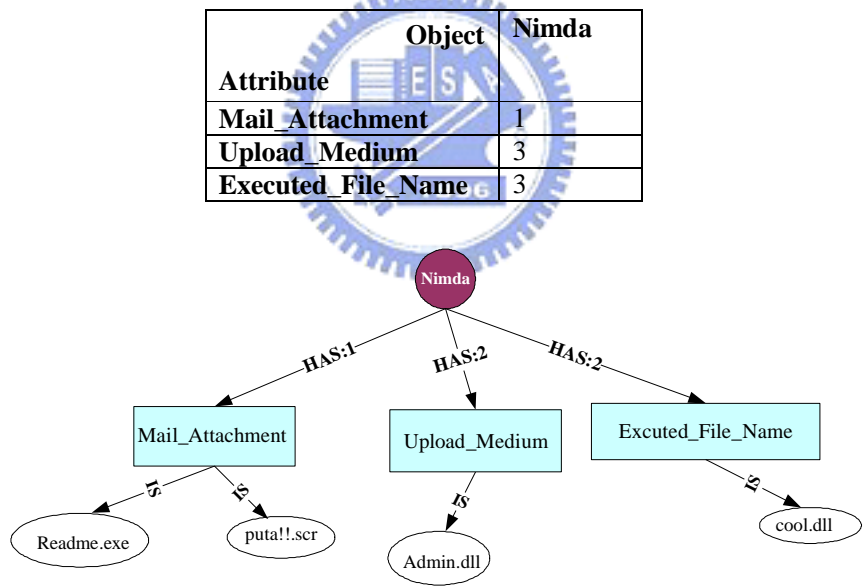 Object Nimda
Attribute
Mail_Attachment 1
Upload_Medium 3
Executed_File_Name 3
E S A
1896
Nimda
HAS:1 HAS:2 HAS:2
Mail_Attachment Upload_Medium Excuted_File_Name
IS IS IS IS
Readme.exe puta!!.scr Admin.dll cool.dll